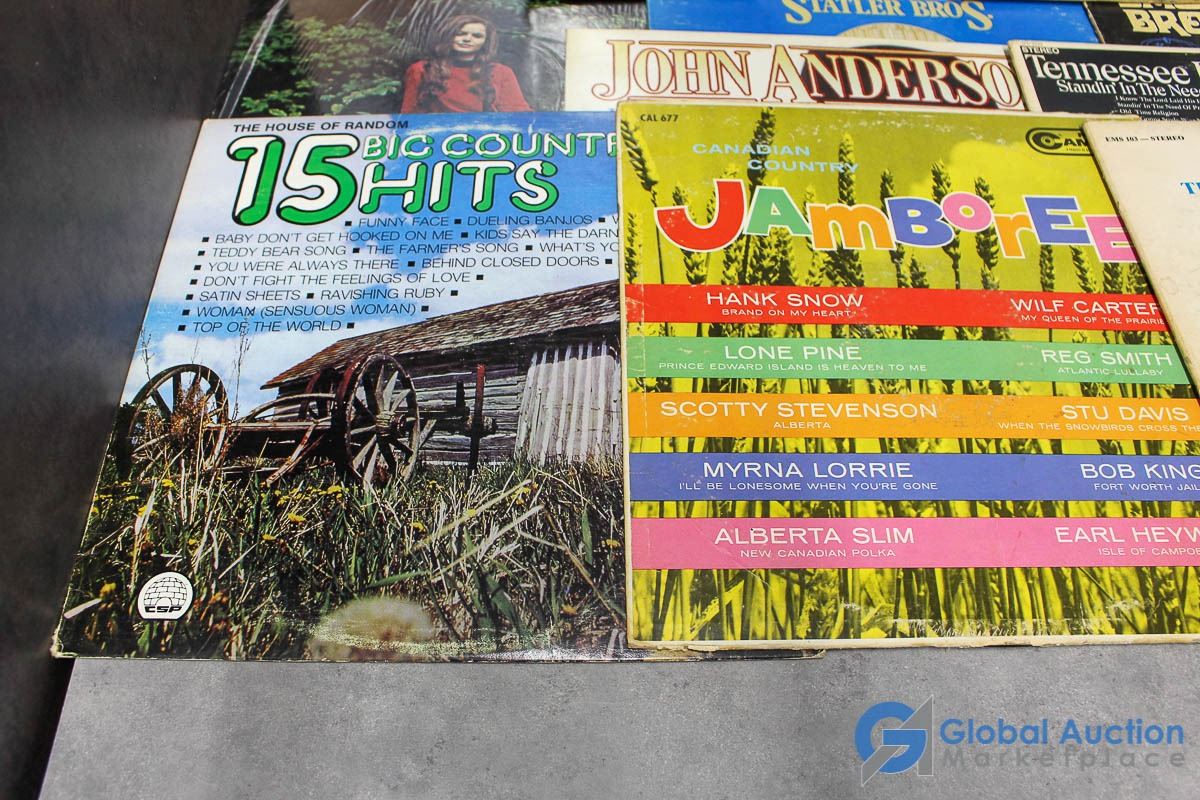 STATLER BROS.
BRO
JOHN ANDERSO
STEREO
Tennessee
Standin' In The Need
THE HOUSE OF RANDOM
15 BIG COUNTR
HITS
FUNNY FACE ■ DUELING BANJOS ■
■ BABY DON'T GET HOOKED ON ME ■ KIDS SAY THE DARN
■ TEDDY BEAR SONG ■ THE FARMER'S SONG ■ WHAT'S YO
■ YOU WERE ALWAYS THERE ■ BEHIND CLOSED DOORS ■
■ DON'T FIGHT THE FEELINGS OF LOVE ■
■ SATIN SHEETS ■ RAVISHING RUBY ■
■ WOMAN (SENSUOUS WOMAN) ■
■ TOP OF THE WORLD ■
CSP
CAL 677
CAM
CANADIAN
COUNTRY
JAMBOREE
HANK SNOW
BRAND ON MY HEART
WILF CARTER
MY QUEEN OF THE PRAIRIE
LONE PINE
PRINCE EDWARD ISLAND IS HEAVEN TO ME
REG SMITH
ATLANTIC LULLABY
SCOTTY STEVENSON
ALBERTA
STU DAVIS
WHEN THE SNOWBIRDS CROSS THE
MYRNA LORRIE
I'LL BE LONESOME WHEN YOU'RE GONE
BOB KING
FORT WORTH JAIL
ALBERTA SLIM
NEW CANADIAN POLKA
EARL HEYW
ISLE OF CAMPOB
EMS 103—STEREO
T
Global Auction
Marketplace